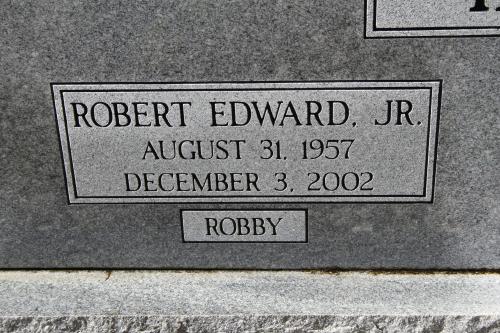 ROBERT EDWARD, JR.
AUGUST 31, 1957
DECEMBER 3, 2002
ROBBY